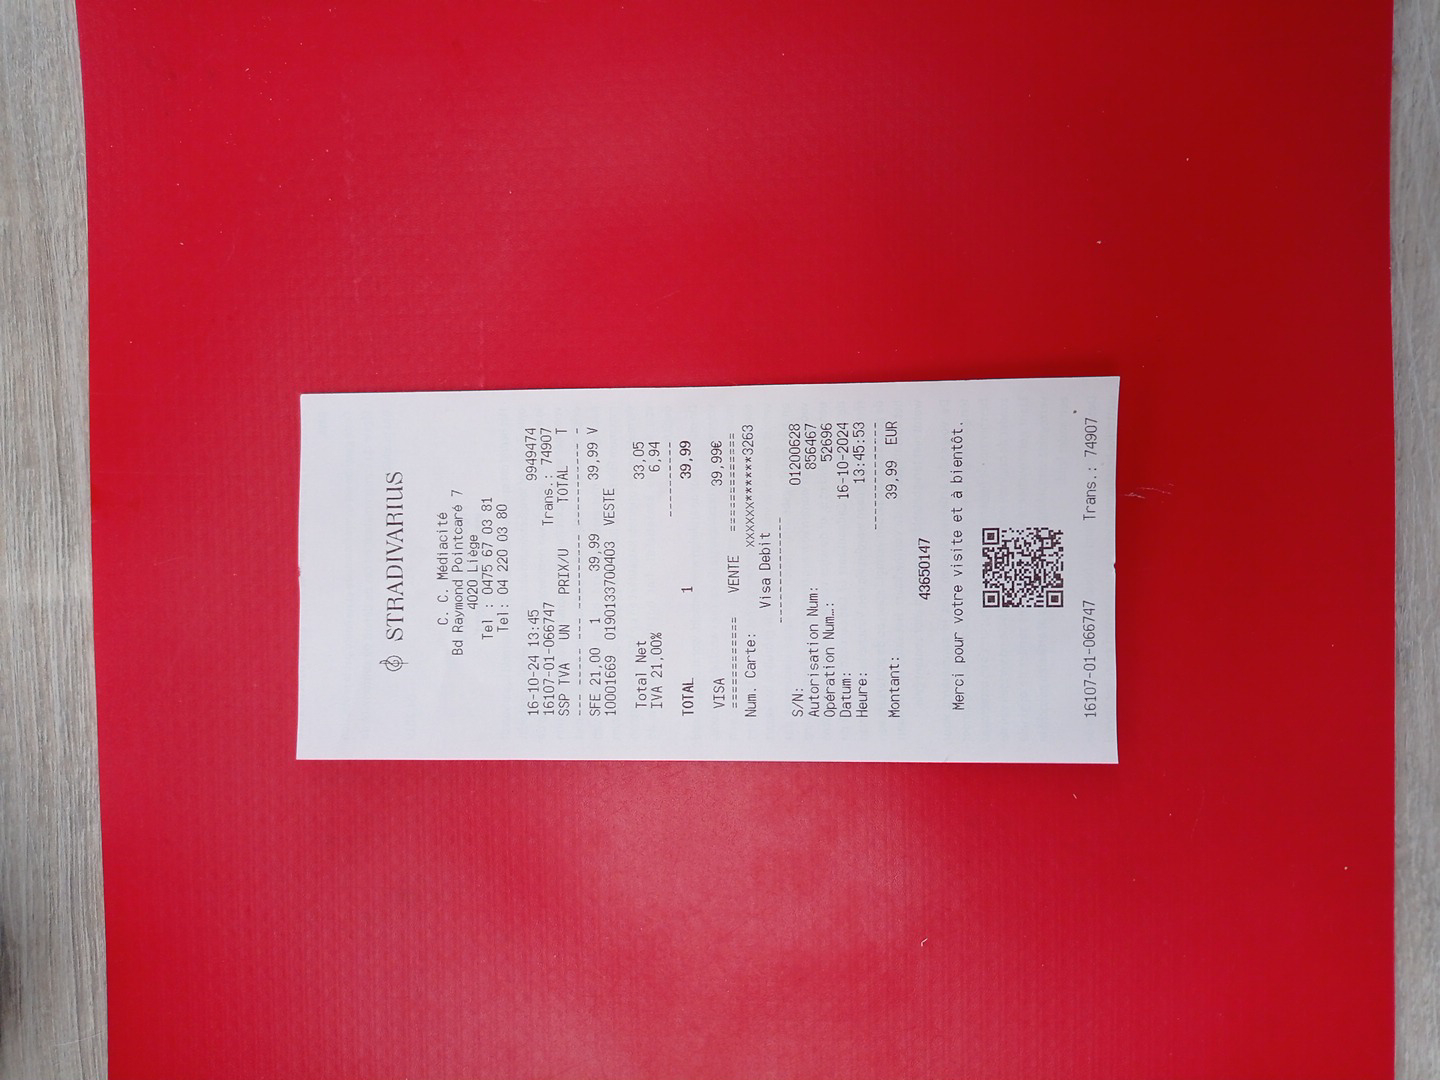 STRADIVARIUS
C. C. Médiacité
Bd Raymond Pointcaré 7
4020 Liège
Tel : 0475 67 03 81
Tel: 04 220 03 80
16-10-24 13:45 9949474
16107-01-066747 Trans.: 74907
SSP TVA UN PRIX/U TOTAL T
SFE 21,00 1 39,99 39,99 V
10001669 0190133700403 VESTE
Total Net 33,05
IVA 21,00% 6,94
TOTAL 1 39,99
VISA 39,99€
=========== VENTE ============
Num. Carte: XXXXXX******3263
Visa Debit
S/N: 01200628
Autorisation Num: 856467
Opération Num…: 52696
Datum: 16-10-2024
Heure: 13:45:53
Montant: 39,99 EUR
43650147
Merci pour votre visite et à bientôt.
16107-01-066747 Trans.: 74907